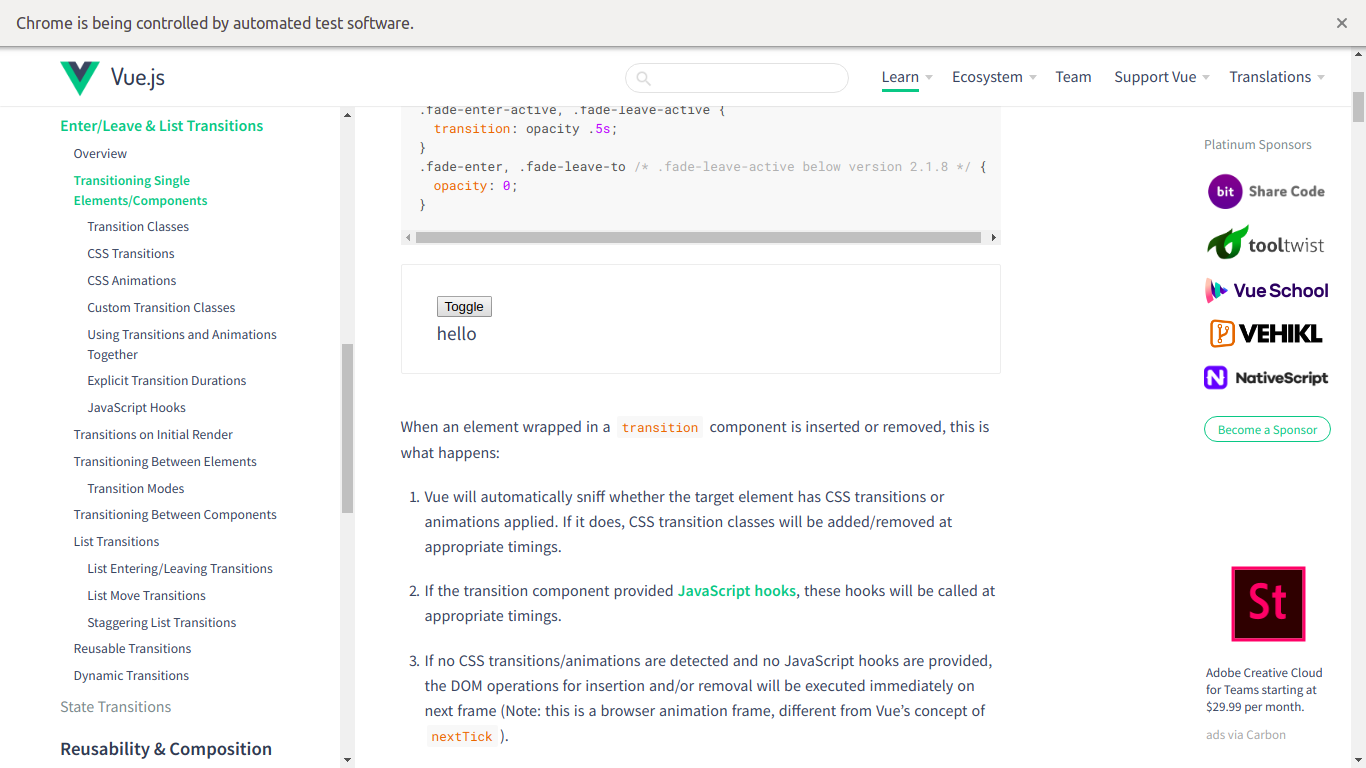 Chrome is being controlled by automated test software.
Vue.js
Learn
Ecosystem
Team
Support Vue
Translations
Enter/Leave & List Transitions
Overview
Transitioning Single
Elements/Components
Transition Classes
CSS Transitions
CSS Animations
Custom Transition Classes
Using Transitions and Animations
Together
Explicit Transition Durations
JavaScript Hooks
Transitions on Initial Render
Transitioning Between Elements
Transition Modes
Transitioning Between Components
List Transitions
List Entering/Leaving Transitions
List Move Transitions
Staggering List Transitions
Reusable Transitions
Dynamic Transitions
State Transitions
Reusability & Composition
.fade-enter-active, .fade-leave-active {
transition: opacity .5s;
}
.fade-enter, .fade-leave-to /* .fade-leave-active below version 2.1.8 */ {
opacity: 0;
}
Toggle
hello
When an element wrapped in a transition component is inserted or removed, this is
what happens:
1. Vue will automatically sniff whether the target element has CSS transitions or
animations applied. If it does, CSS transition classes will be added/removed at
appropriate timings.
2. If the transition component provided JavaScript hooks, these hooks will be called at
appropriate timings.
3. If no CSS transitions/animations are detected and no JavaScript hooks are provided,
the DOM operations for insertion and/or removal will be executed immediately on
next frame (Note: this is a browser animation frame, different from Vue’s concept of
nextTick ).
Platinum Sponsors
bit Share Code
tooltwist
Vue School
VEHIKL
N NativeScript
Become a Sponsor
St
Adobe Creative Cloud
for Teams starting at
$29.99 per month.
ads via Carbon